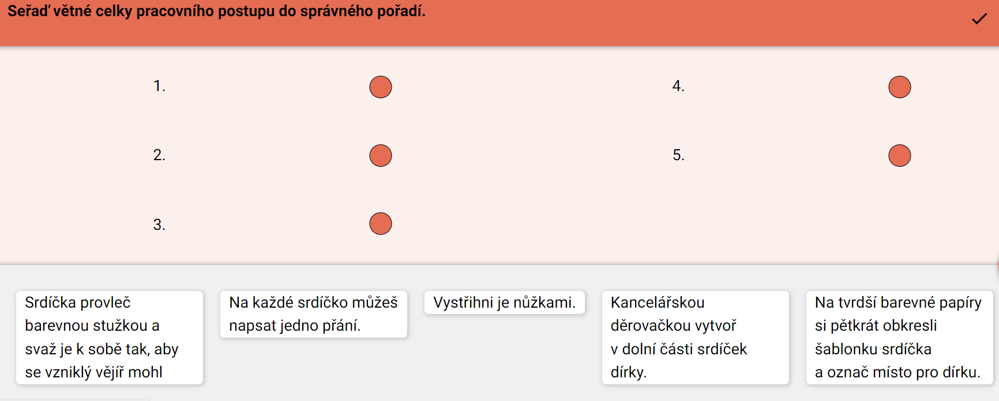 Seřaď větné celky pracovního postupu do správného pořadí.
1.
4.
2.
5.
3.
Srdíčka provleč
barevnou stužkou a
svaž je k sobě tak, aby
se vzniklý vějíř mohl
Na každé srdíčko můžeš
napsat jedno přání.
Vystřihni je nůžkami.
Kancelářskou
děrovačkou vytvoř
v dolní části srdíček
dírky.
Na tvrdší barevné papíry
si pětkrát obkresli
šablonku srdíčka
a označ místo pro dírku.